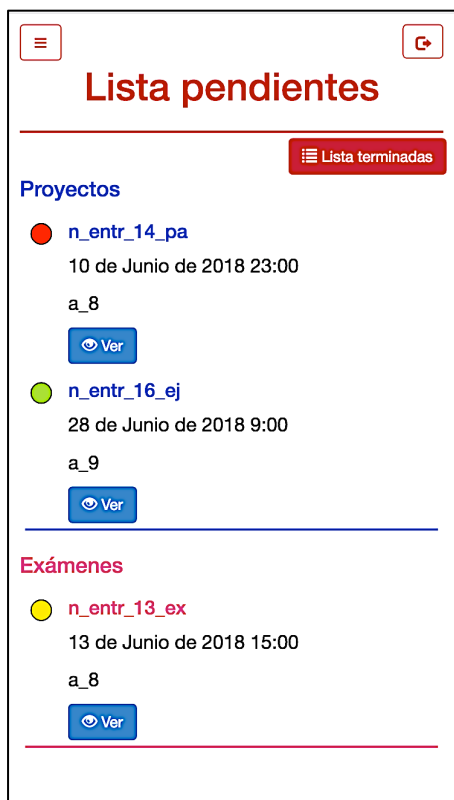 Lista pendientes
Lista terminadas
Proyectos
n_entr_14_pa
10 de Junio de 2018 23:00
a_8
Ver
n_entr_16_ej
28 de Junio de 2018 9:00
a_9
Ver
Exámenes
n_entr_13_ex
13 de Junio de 2018 15:00
a_8
Ver